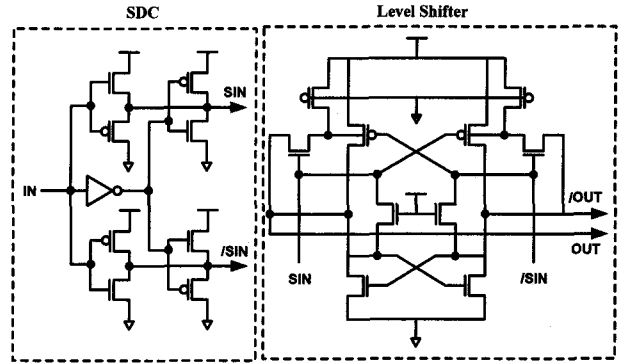 SDC
Level Shifter
SIN
IN
/OUT
/SIN
OUT
SIN
/SIN